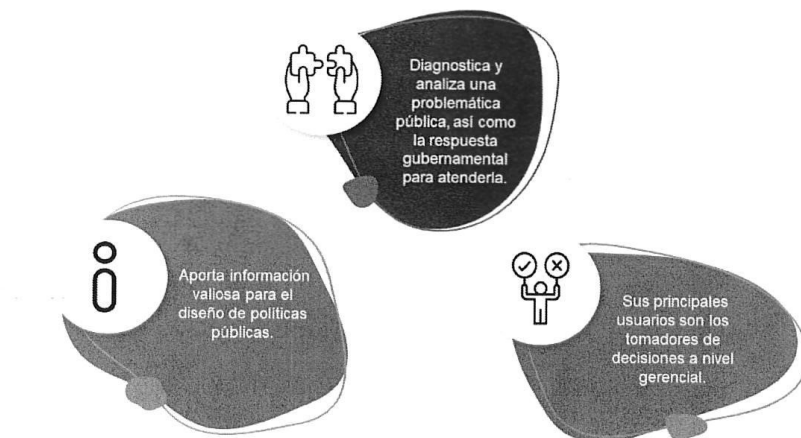 Diagnostica y
analiza una
problemática
pública, así como
la respuesta
gubernamental
para atenderla.
Aporta información
valiosa para el
diseño de políticas
públicas.
Sus principales
usuarios son los
tomadores de
decisiones a nivel
gerencial.